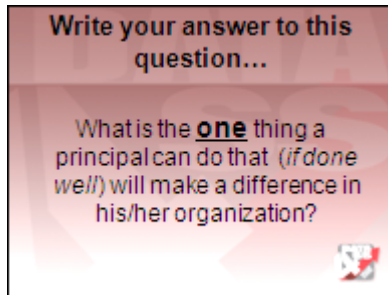 Write your answer to this
question...
What is the one thing a
principal can do that (if done
well) will make a difference in
his/her organization?